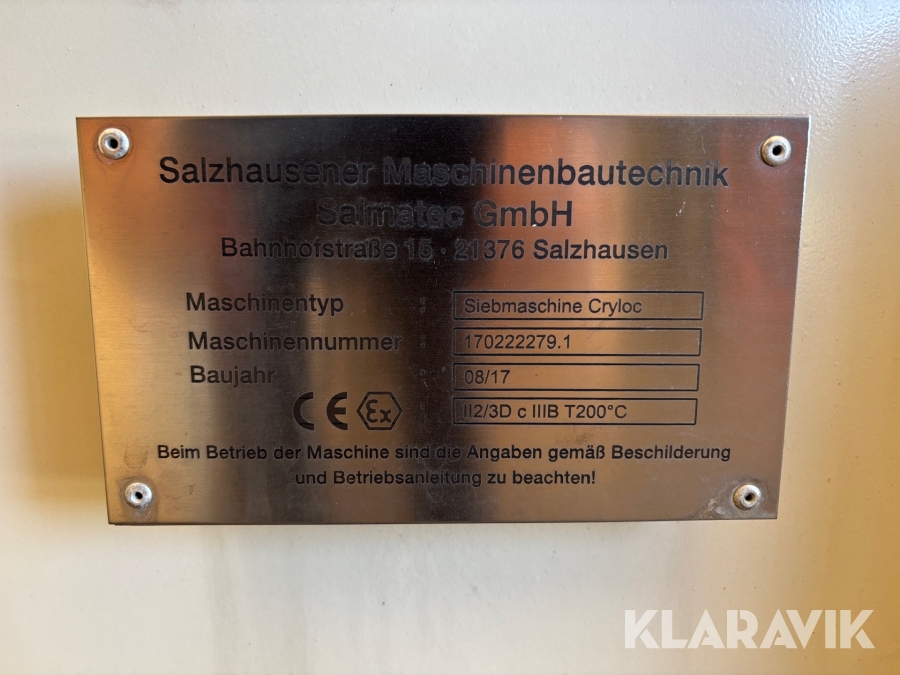 Salzhausener Maschinenbautechnik
Salmatec GmbH
Bahnhofstraße 15 · 21376 Salzhausen
Maschinentyp : Siebmaschine Cryloc
Maschinennummer : 170222279.1
Baujahr : 08/17
CE Ex : II2/3D c IIIB T200°C
Beim Betrieb der Maschine sind die Angaben gemäß Beschilderung
und Betriebsanleitung zu beachten!
KLARAVIK